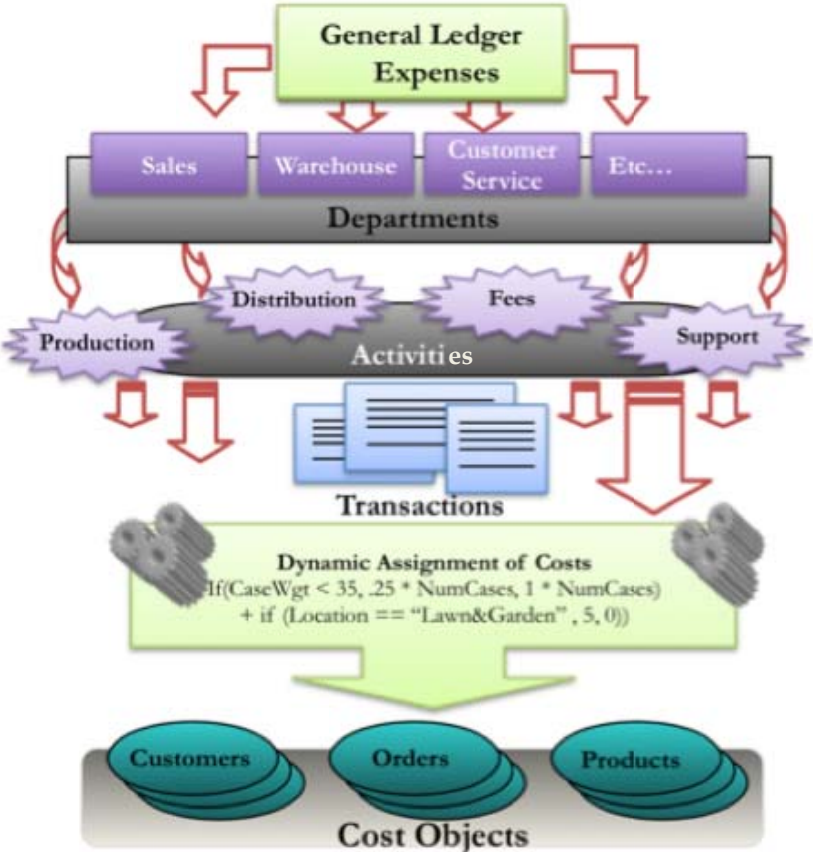 General Ledger
Expenses
Sales
Warehouse
Customer
Service
Etc...
Departments
Production
Distribution
Fees
Support
Activities
Transactions
Dynamic Assignment of Costs
If(CaseWgt < 35, .25 * NumCases, 1 * NumCases)
+ if (Location == “Lawn&Garden” , 5, 0))
Customers
Orders
Products
Cost Objects